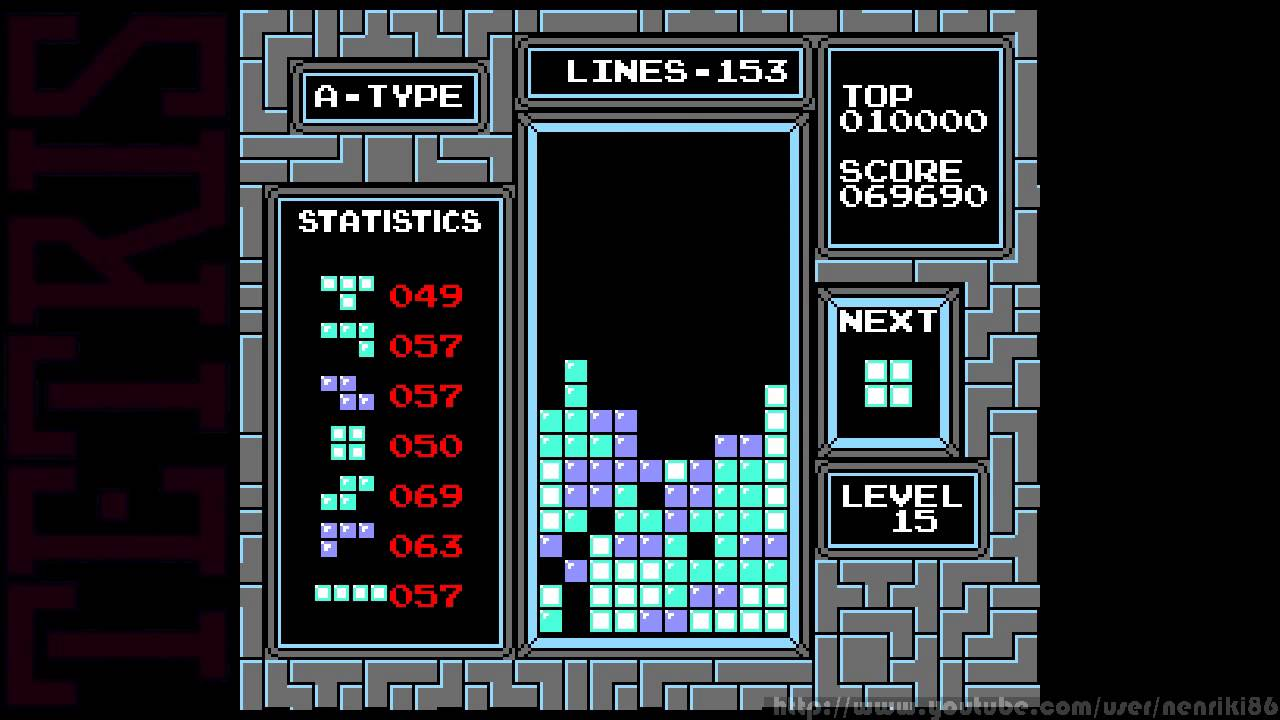 TETRIS
A-TYPE
LINES-153
TOP
010000
SCORE
069690
STATISTICS
049
057
057
050
069
063
057
NEXT
LEVEL
15
http://www.youtube.com/user/nenriki86